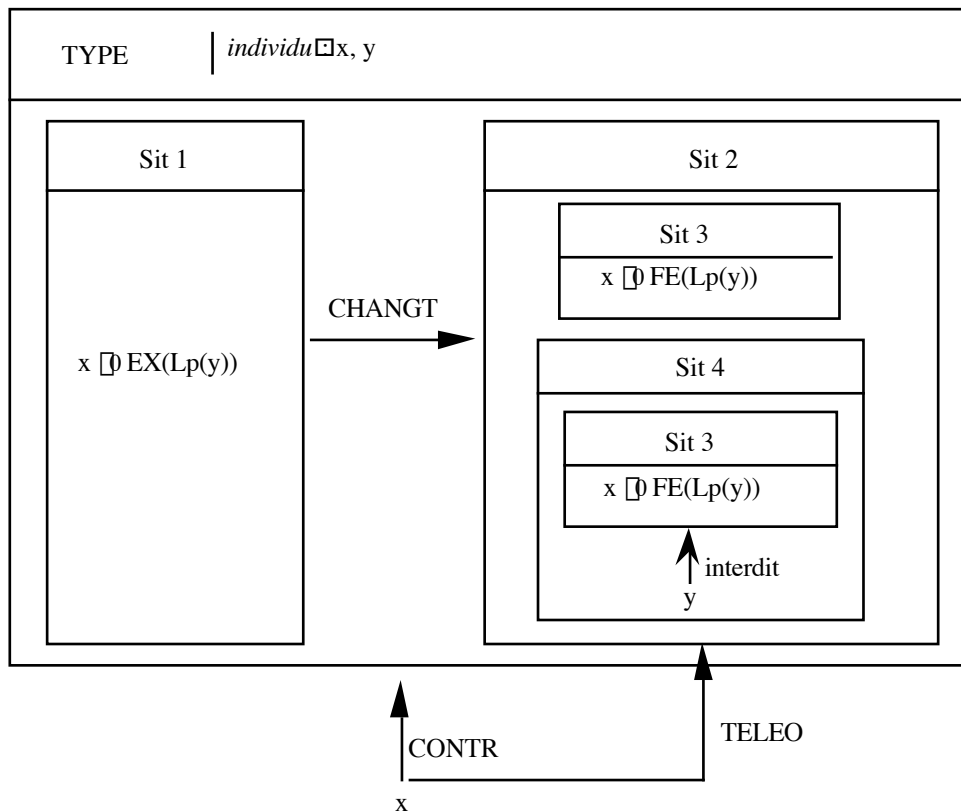 TYPE individu⊡x, y
Sit 1
Sit 2
Sit 3
x □0 FE(Lp(y))
CHANGT
x □0 EX(Lp(y))
Sit 4
Sit 3
x □0 FE(Lp(y))
interdit
y
TELEO
CONTR
x